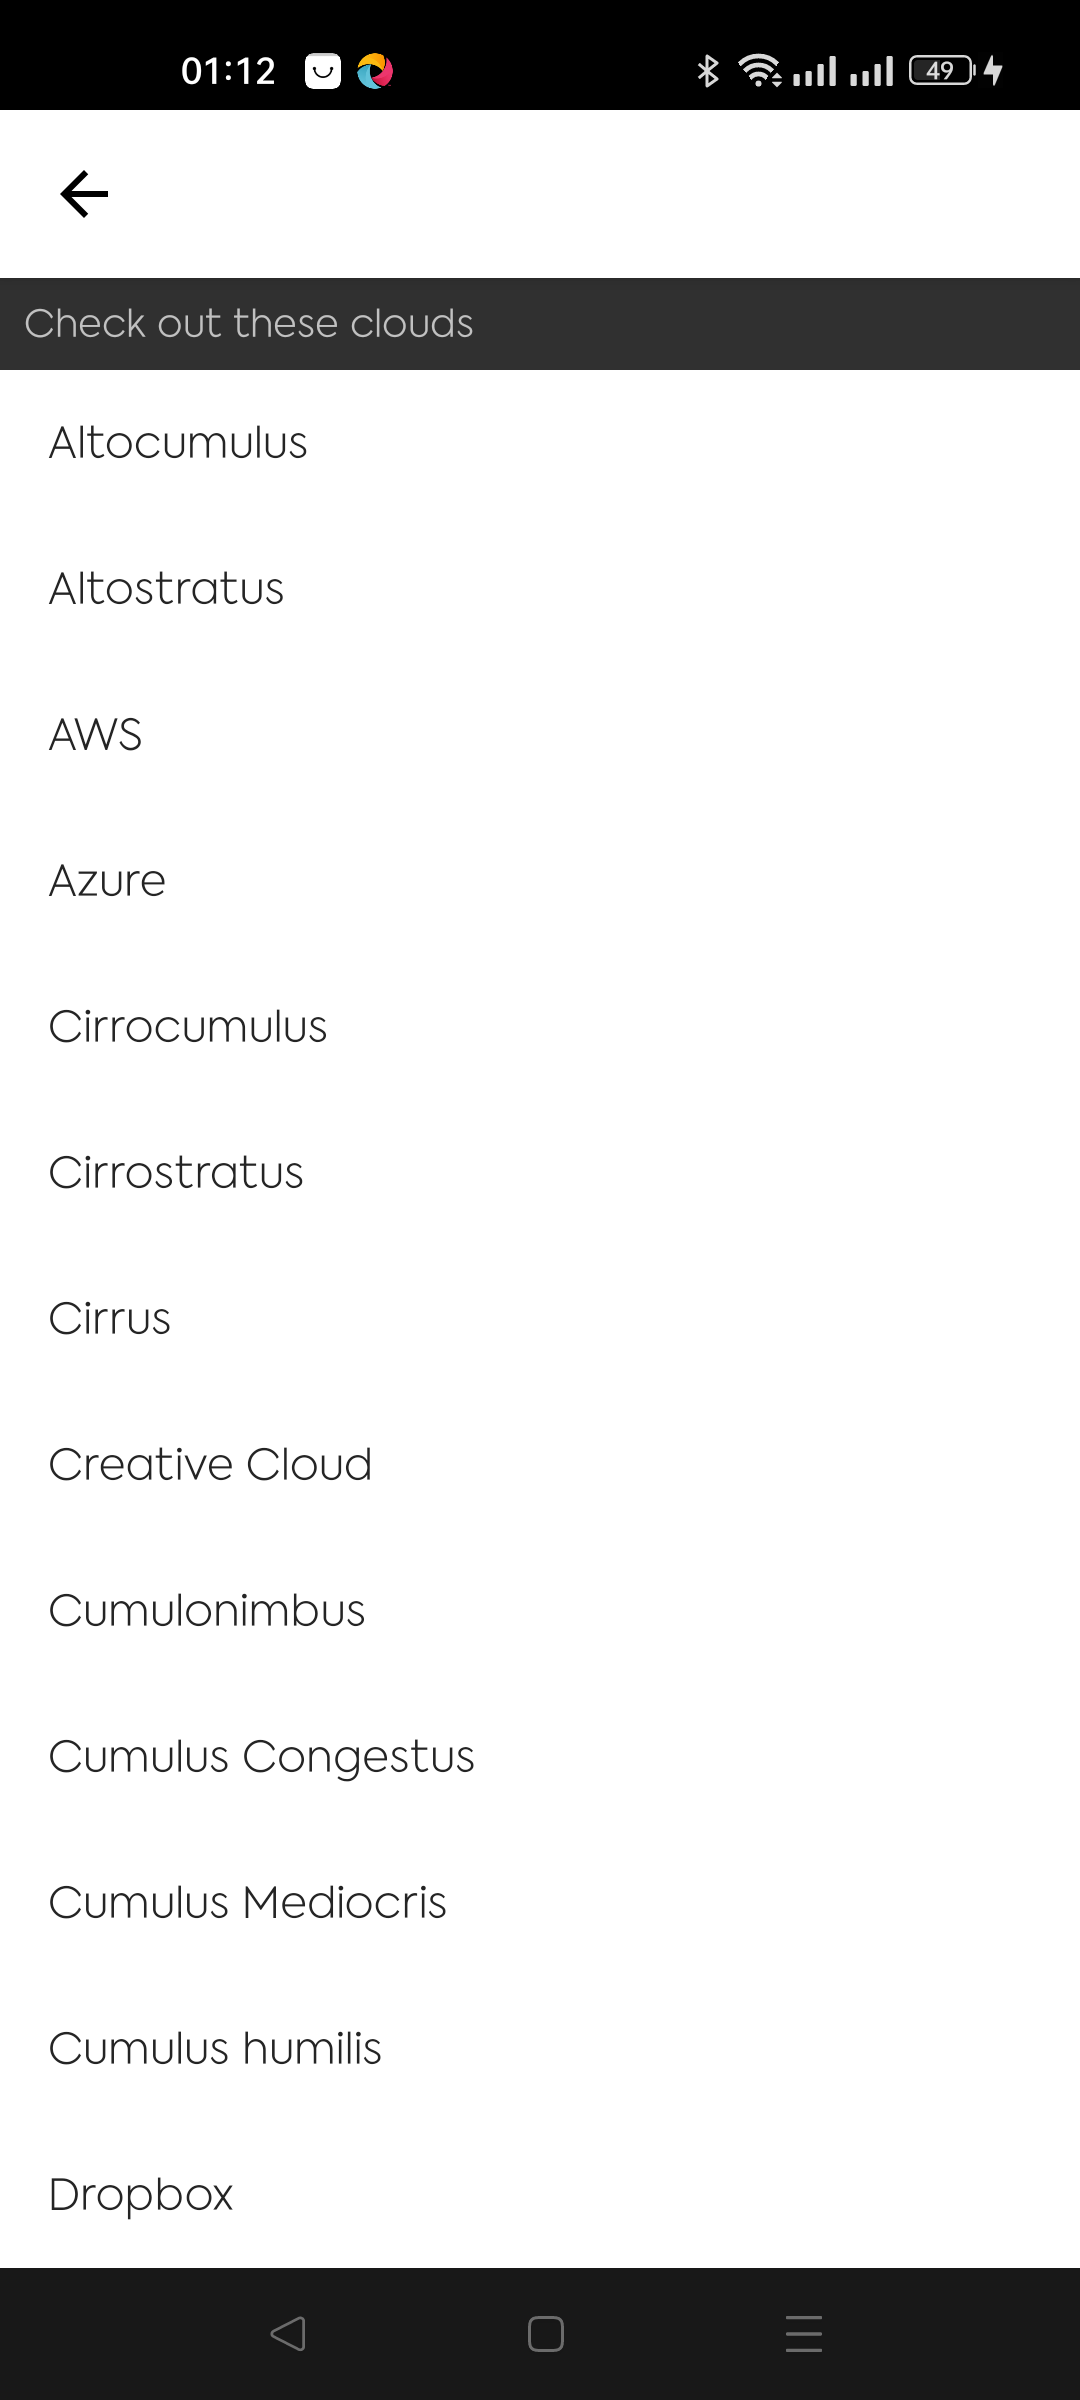 01:12
49
Check out these clouds
Altocumulus
Altostratus
AWS
Azure
Cirrocumulus
Cirrostratus
Cirrus
Creative Cloud
Cumulonimbus
Cumulus Congestus
Cumulus Mediocris
Cumulus humilis
Dropbox